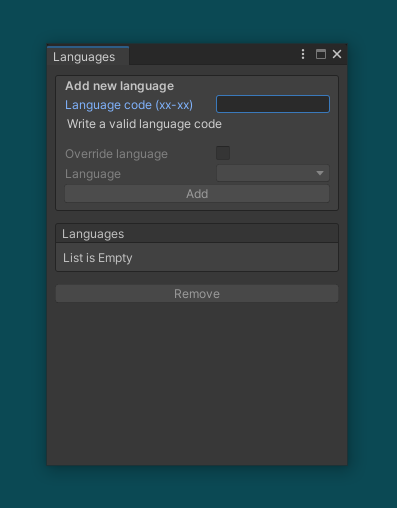 Languages
Add new language
Language code (xx-xx)
Write a valid language code
Override language
Language
Add
Languages
List is Empty
Remove